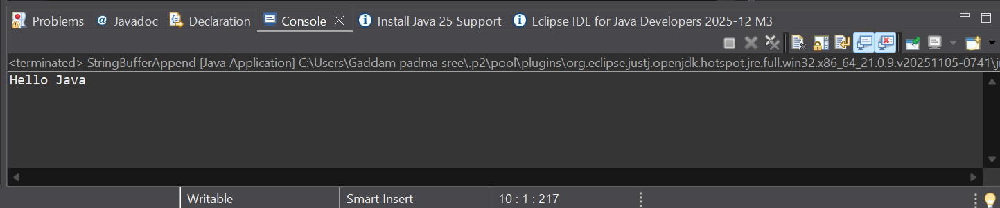 Problems @ Javadoc Declaration Console Install Java 25 Support Eclipse IDE for Java Developers 2025-12 M3
<terminated> StringBufferAppend [Java Application] C:\Users\Gaddam padma sree\.p2\pool\plugins\org.eclipse.justj.openjdk.hotspot.jre.full.win32.x86_64_21.0.9.v20251105-0741\j
Hello Java
Writable Smart Insert 10 : 1 : 217